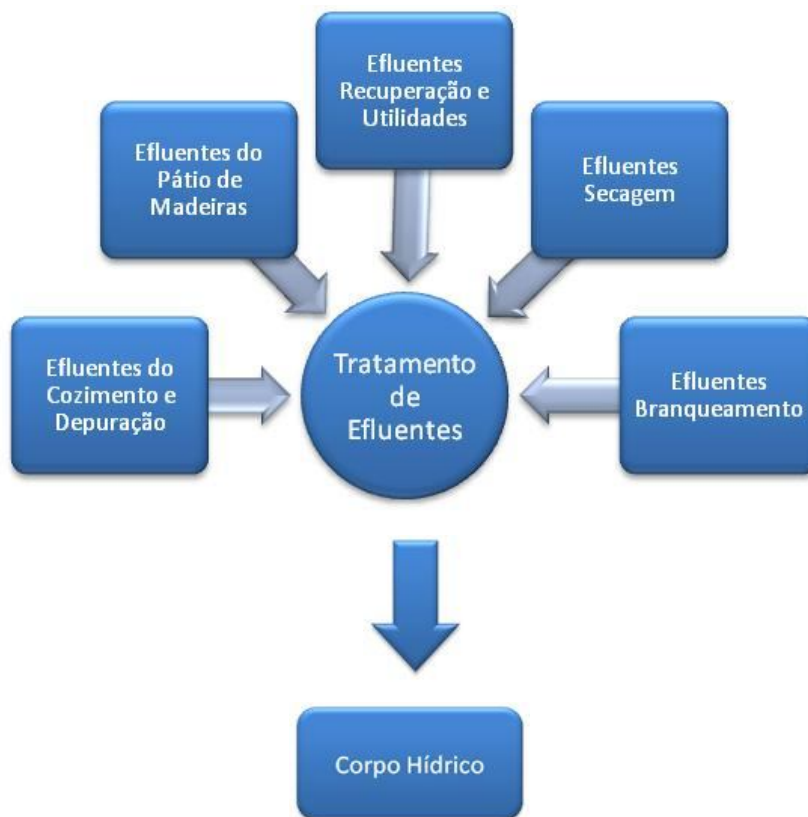 Efluentes
Recuperação e
Utilidades
Efluentes do
Pátio de
Madeiras
Efluentes
Secagem
Efluentes do
Cozimento e
Depuração
Tratamento
de
Efluentes
Efluentes
Branqueamento
Corpo Hídrico